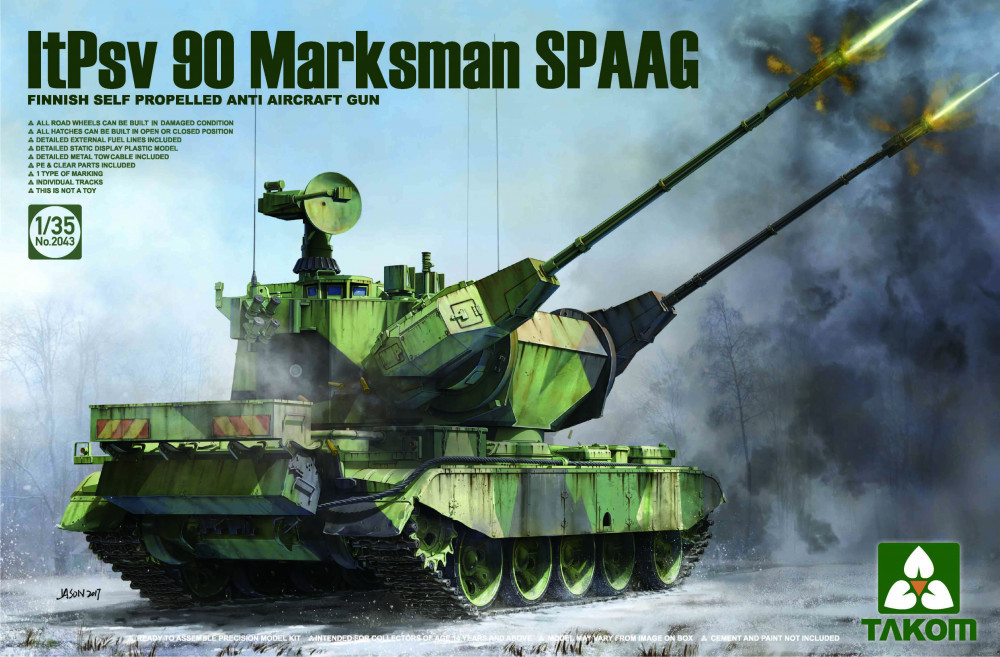 ItPsv 90 Marksman SPAAG
FINNISH SELF PROPELLED ANTI AIRCRAFT GUN
ALL ROAD WHEELS CAN BE BUILT IN DAMAGED CONDITION
ALL HATCHES CAN BE BUILT IN OPEN OR CLOSED POSITION
DETAILED EXTERNAL FUEL LINES INCLUDED
DETAILED STATIC DISPLAY PLASTIC MODEL
DETAILED METAL TOW CABLE INCLUDED
PE & CLEAR PARTS INCLUDED
1 TYPE OF MARKING
INDIVIDUAL TRACKS
THIS IS NOT A TOY
1/35
No.2043
JASON 2017
TAKOM
READY TO ASSEMBLE PRECISION MODEL KIT INTENDED FOR COLLECTORS OF AGE 14 YEARS AND ABOVE MODEL MAY VARY FROM IMAGE ON BOX CEMENT AND PAINT NOT INCLUDED